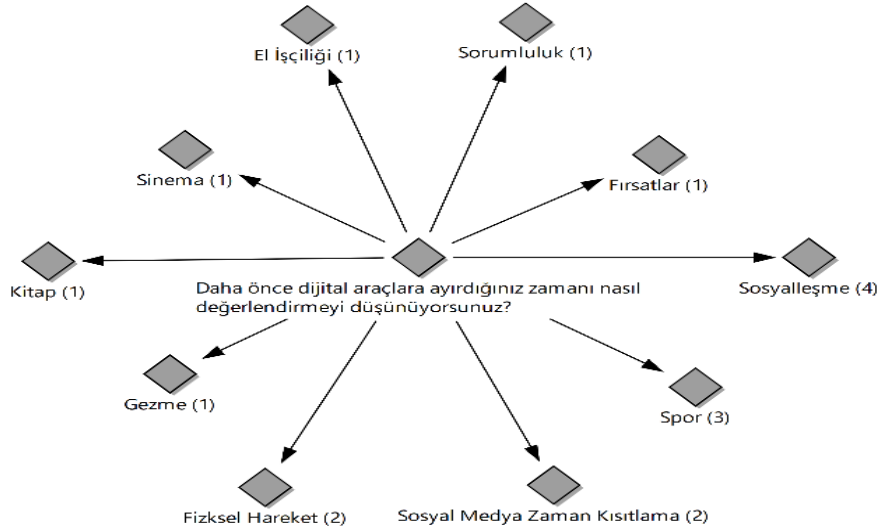 El İşçiliği (1)
Sorumluluk (1)
Sinema (1)
Fırsatlar (1)
Kitap (1)
Daha önce dijital araçlara ayırdığınız zamanı nasıl
değerlendirmeyi düşünüyorsunuz?
Sosyalleşme (4)
Gezme (1)
Spor (3)
Fizksel Hareket (2)
Sosyal Medya Zaman Kısıtlama (2)